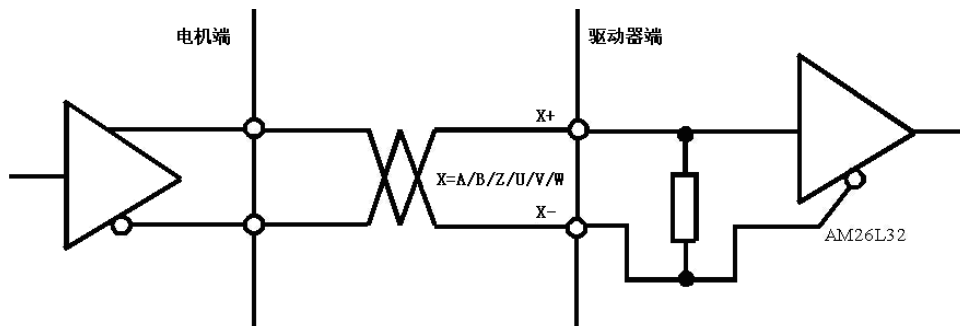 电机端
驱动器端
X+
X=A/B/Z/U/V/W
X-
AM26L32